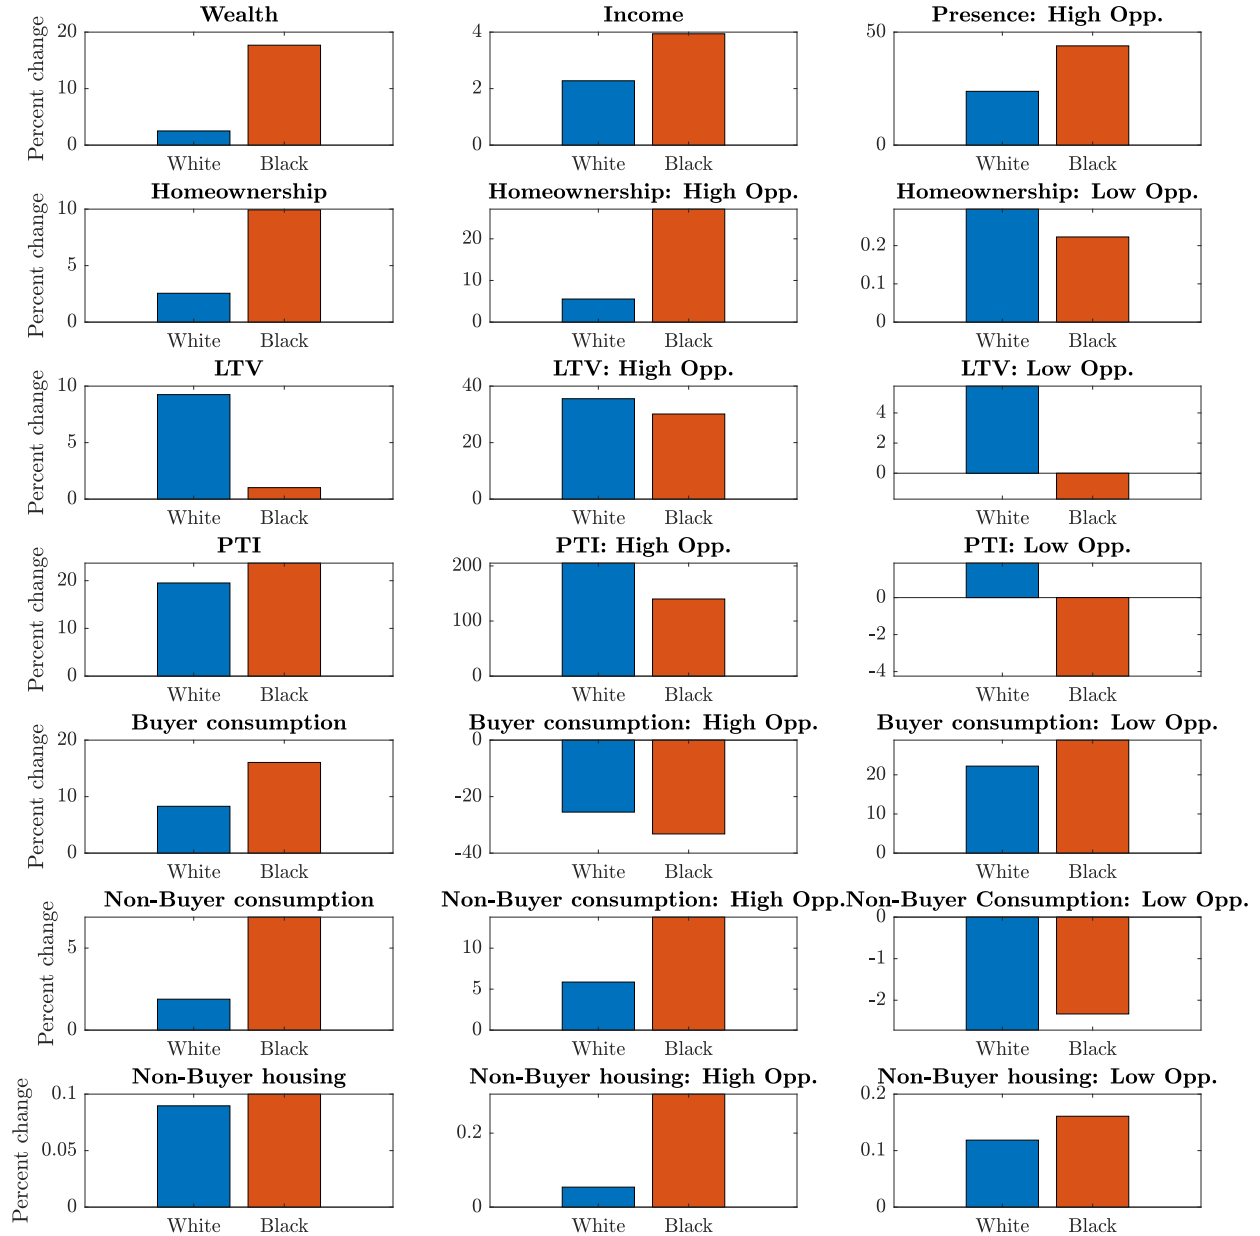 Wealth
Income
Presence: High Opp.
Percent change
20
10
0
White Black
4
2
0
White Black
50
0
White Black
Homeownership
Homeownership: High Opp.
Homeownership: Low Opp.
Percent change
10
5
0
White Black
20
10
0
White Black
0.2
0.1
0
White Black
LTV
LTV: High Opp.
LTV: Low Opp.
Percent change
10
5
0
White Black
40
20
0
White Black
4
2
0
White Black
PTI
PTI: High Opp.
PTI: Low Opp.
Percent change
20
10
0
White Black
200
100
0
White Black
0
-2
-4
White Black
Buyer consumption
Buyer consumption: High Opp.
Buyer consumption: Low Opp.
Percent change
20
10
0
White Black
0
-20
-40
White Black
20
10
0
White Black
Non-Buyer consumption
Non-Buyer consumption: High Opp.
Non-Buyer Consumption: Low Opp.
Percent change
5
0
White Black
10
5
0
White Black
0
-1
-2
White Black
Non-Buyer housing
Non-Buyer housing: High Opp.
Non-Buyer housing: Low Opp.
Percent change
0.1
0.05
0
White Black
0.2
0
White Black
0.2
0.1
0
White Black